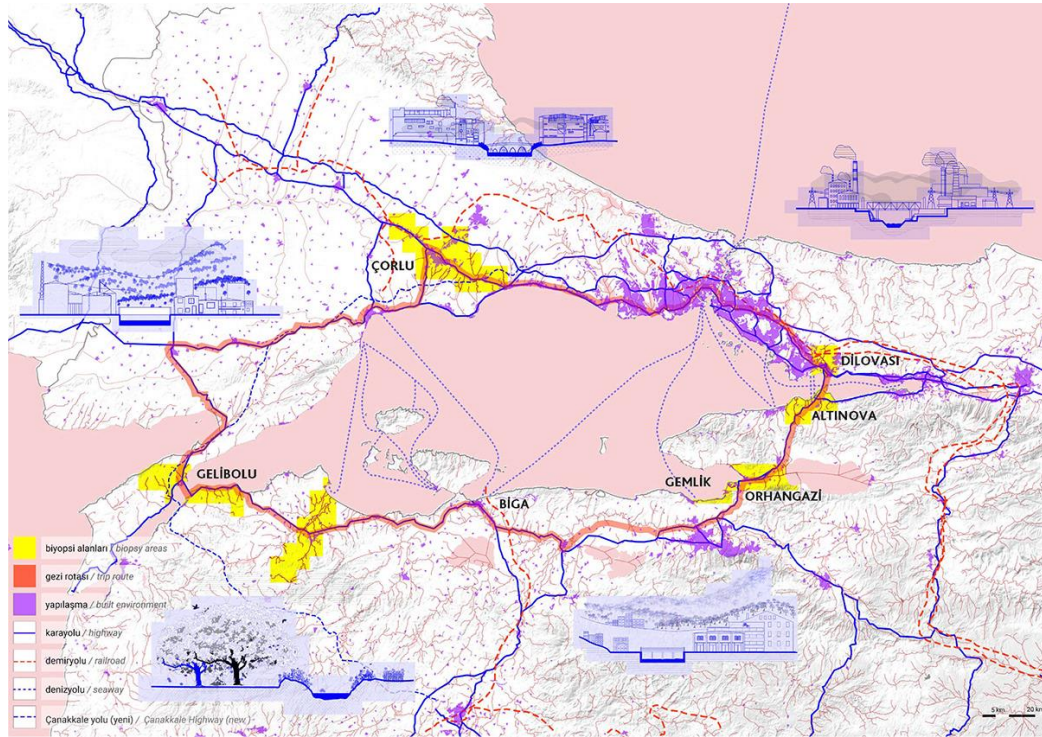 ÇORLU
DİLOVASI
ALTINOVA
GELİBOLU
GEMLİK
ORHANGAZİ
BİGA
biyopsi alanları / biopsy areas
gezi rotası / trip route
yapılaşma / built environment
karayolu / highway
demiryolu / railroad
denizyolu / seaway
Çanakkale yolu (yeni) / Çanakkale Highway (new )
5 km 20 km